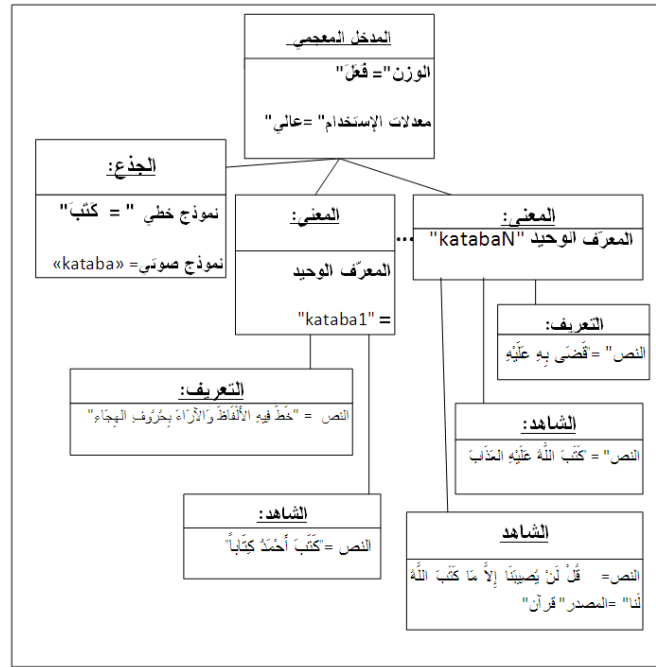 المدخل المعجمي
الوزن"= فَعَلَ"
معدلات الإستخدام" =عالي"
الجذع:
نموذج خطي " = كَتَبَ"
نموذج صوتي= «kataba»
المعنى:
المعرّف الوحيد
= "kataba1"
...
المعنى:
المعرّف الوحيد "katabaN"
التعريف:
النص" ="قَضَى بِهِ عَلَيْهِ
التعريف:
النص = "خَطَّ فِيهِ الأَلْفَاظَ وَالآرَاءَ بِحُرُوفِ الهِجَاءِ"
الشاهد:
النص" ="كَتَبَ اللَّهُ عَلَيْهِ العَذَابَ
الشاهد:
النص ="كَتَبَ أَحْمَدُ كِتَاباً"
الشاهد
النص= قُلْ لَنْ يُصِيبَنَا إِلاَّ مَا كَتَبَ اللَّهُ
لَنا" =المصدر" قرآن"